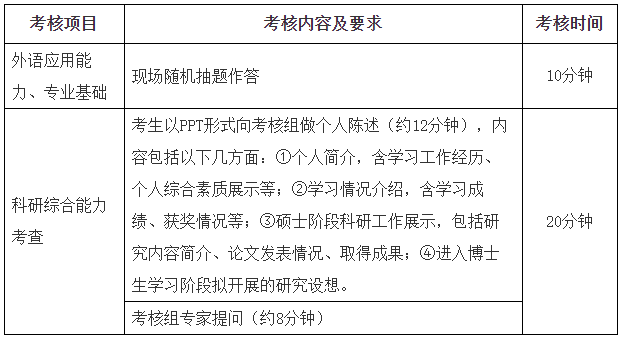 考核项目 考核内容及要求 考核时间
外语应用能
力、专业基础
现场随机抽题作答
10分钟
科研综合能力
考查
考生以PPT形式向考核组做个人陈述（约12分钟），内
容包括以下几方面：①个人简介，含学习工作经历、
个人综合素质展示等；②学习情况介绍，含学习成
绩、获奖情况等；③硕士阶段科研工作展示，包括研
究内容简介、论文发表情况、取得成果；④进入博士
生学习阶段拟开展的研究设想。
考核组专家提问（约8分钟）
20分钟